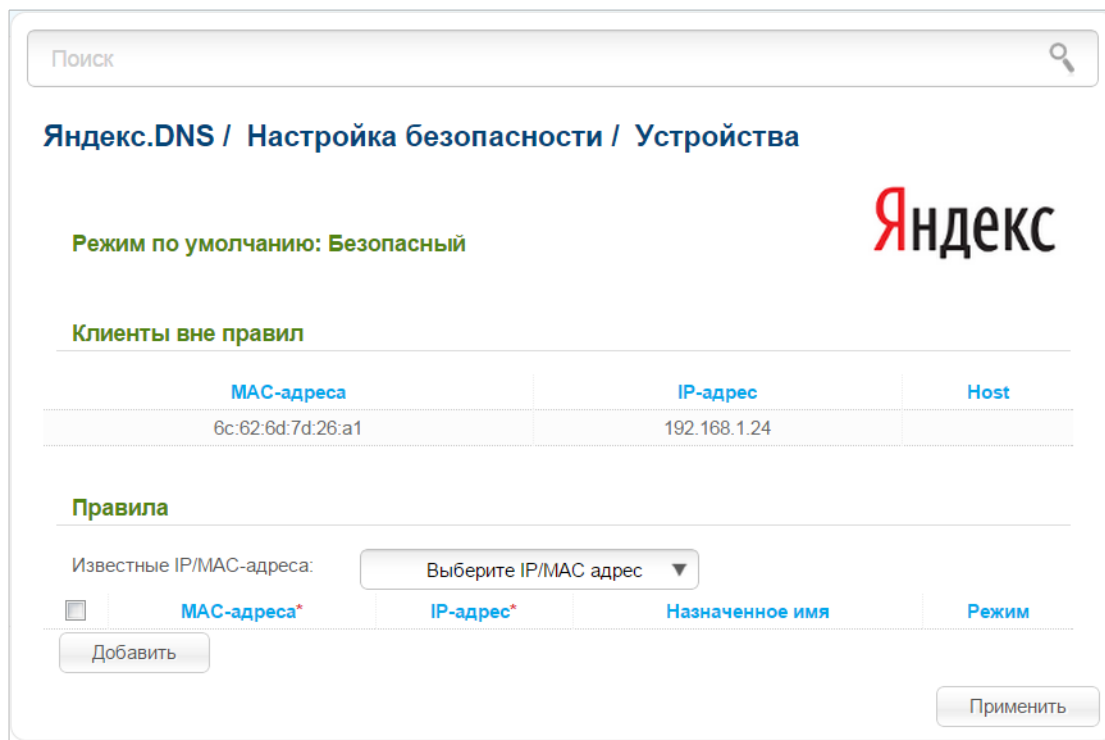 Поиск
Яндекс.DNS / Настройка безопасности / Устройства
Яндекс
Режим по умолчанию: Безопасный
Клиенты вне правил
MAC-адреса IP-адрес Host
6c:62:6d:7d:26:a1 192.168.1.24
Правила
Известные IP/MAC-адреса: Выберите IP/MAC адрес
MAC-адреса* IP-адрес* Назначенное имя Режим
Добавить
Применить